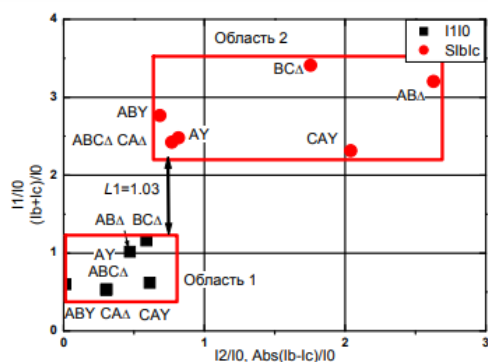 4
3
2
1
0
0
1
2
3
I1/I0
(Ib+Ic)/I0
I2/I0, Abs(Ib-Ic)/I0
I1I0
SIbIc
Область 2
BCΔ
ABΔ
ABY
AY
ABCΔ CAΔ
CAY
L1=1.03
ABΔ BCΔ
AY
ABCΔ
Область 1
ABY CAΔ CAY